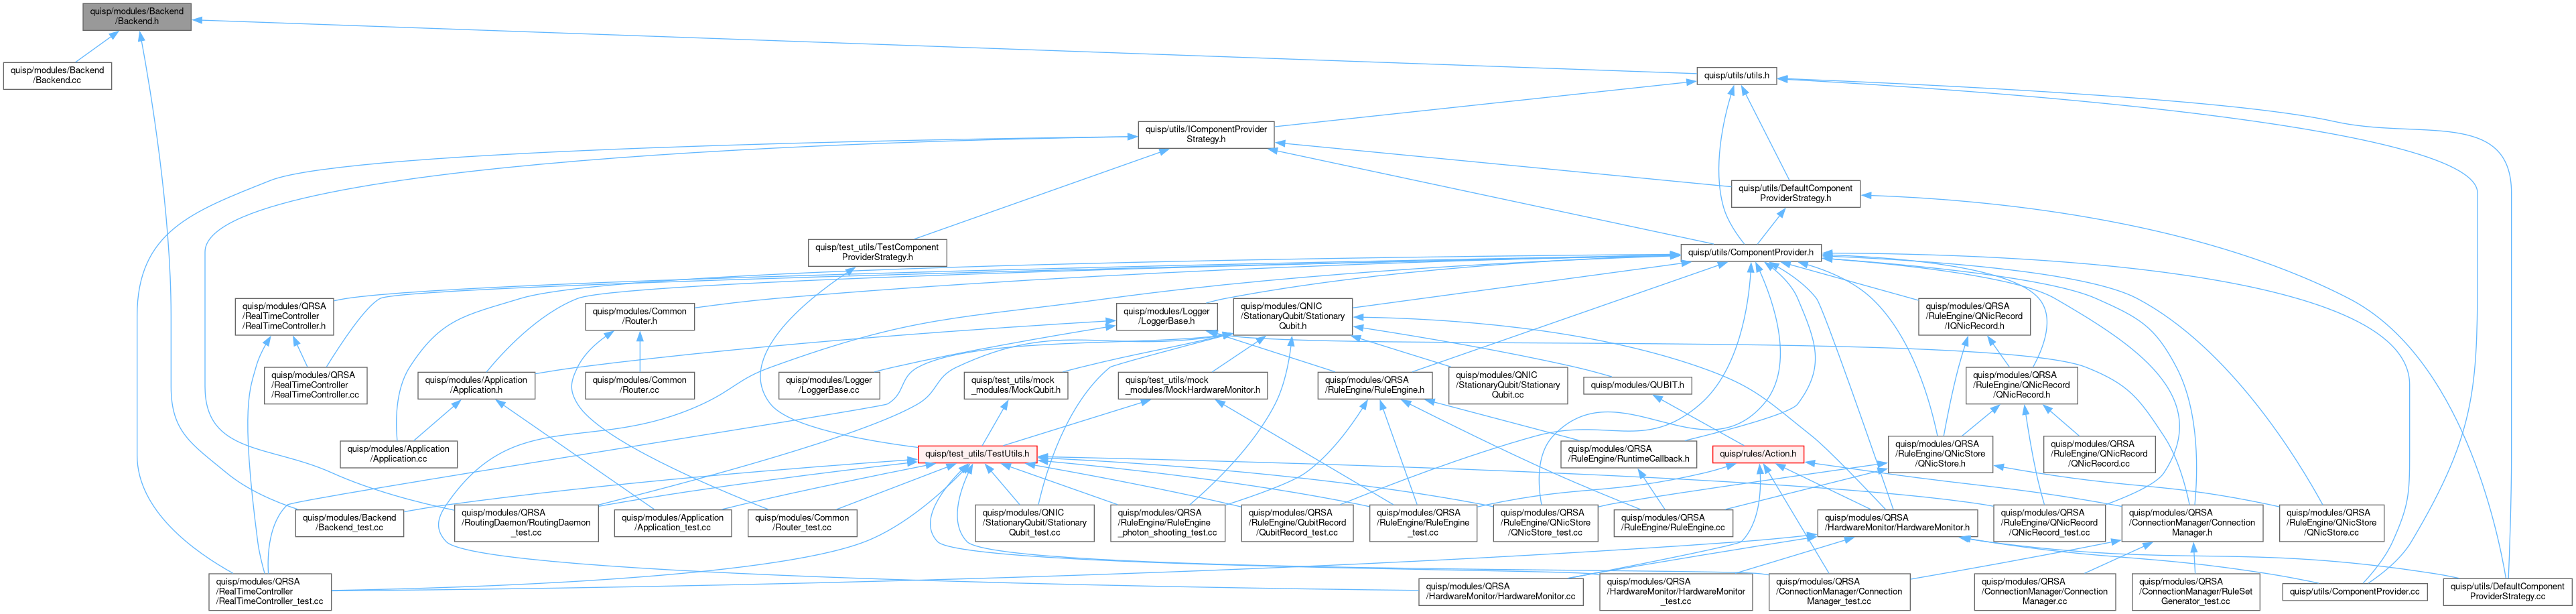 quisp/modules/Backend
/Backend.h
quisp/modules/Backend
/Backend.cc
quisp/utils/utils.h
quisp/utils/IComponentProvider
Strategy.h
quisp/utils/DefaultComponent
ProviderStrategy.h
quisp/test_utils/TestComponent
ProviderStrategy.h
quisp/utils/ComponentProvider.h
quisp/modules/QRSA
/RealTimeController
/RealTimeController.h
quisp/modules/Common
/Router.h
quisp/modules/Logger
/LoggerBase.h
quisp/modules/QNIC
/StationaryQubit/Stationary
Qubit.h
quisp/modules/QRSA
/RuleEngine/QNicRecord
/IQNicRecord.h
quisp/modules/QRSA
/RealTimeController
/RealTimeController.cc
quisp/modules/Application
/Application.h
quisp/modules/Common
/Router.cc
quisp/modules/Logger
/LoggerBase.cc
quisp/test_utils/mock
_modules/MockQubit.h
quisp/test_utils/mock
_modules/MockHardwareMonitor.h
quisp/modules/QRSA
/RuleEngine/RuleEngine.h
quisp/modules/QNIC
/StationaryQubit/Stationary
Qubit.cc
quisp/modules/QUBIT.h
quisp/modules/QRSA
/RuleEngine/QNicRecord
/QNicRecord.h
quisp/modules/Application
/Application.cc
quisp/test_utils/TestUtils.h
quisp/modules/QRSA
/RuleEngine/RuntimeCallback.h
quisp/rules/Action.h
quisp/modules/QRSA
/RuleEngine/QNicStore
/QNicStore.h
quisp/modules/QRSA
/RuleEngine/QNicRecord
/QNicRecord.cc
quisp/modules/Backend
/Backend_test.cc
quisp/modules/QRSA
/RoutingDaemon/RoutingDaemon
_test.cc
quisp/modules/Application
/Application_test.cc
quisp/modules/Common
/Router_test.cc
quisp/modules/QNIC
/StationaryQubit/Stationary
Qubit_test.cc
quisp/modules/QRSA
/RuleEngine/RuleEngine
_photon_shooting_test.cc
quisp/modules/QRSA
/RuleEngine/QubitRecord
/QubitRecord_test.cc
quisp/modules/QRSA
/RuleEngine/RuleEngine
_test.cc
quisp/modules/QRSA
/RuleEngine/QNicStore
/QNicStore_test.cc
quisp/modules/QRSA
/RuleEngine/RuleEngine.cc
quisp/modules/QRSA
/HardwareMonitor/HardwareMonitor.h
quisp/modules/QRSA
/RuleEngine/QNicRecord
/QNicRecord_test.cc
quisp/modules/QRSA
/ConnectionManager/Connection
Manager.h
quisp/modules/QRSA
/RuleEngine/QNicStore
/QNicStore.cc
quisp/modules/QRSA
/RealTimeController
/RealTimeController_test.cc
quisp/modules/QRSA
/HardwareMonitor/HardwareMonitor.cc
quisp/modules/QRSA
/HardwareMonitor/HardwareMonitor
_test.cc
quisp/modules/QRSA
/ConnectionManager/Connection
Manager_test.cc
quisp/modules/QRSA
/ConnectionManager/Connection
Manager.cc
quisp/modules/QRSA
/ConnectionManager/RuleSet
Generator_test.cc
quisp/utils/ComponentProvider.cc
quisp/utils/DefaultComponent
ProviderStrategy.cc